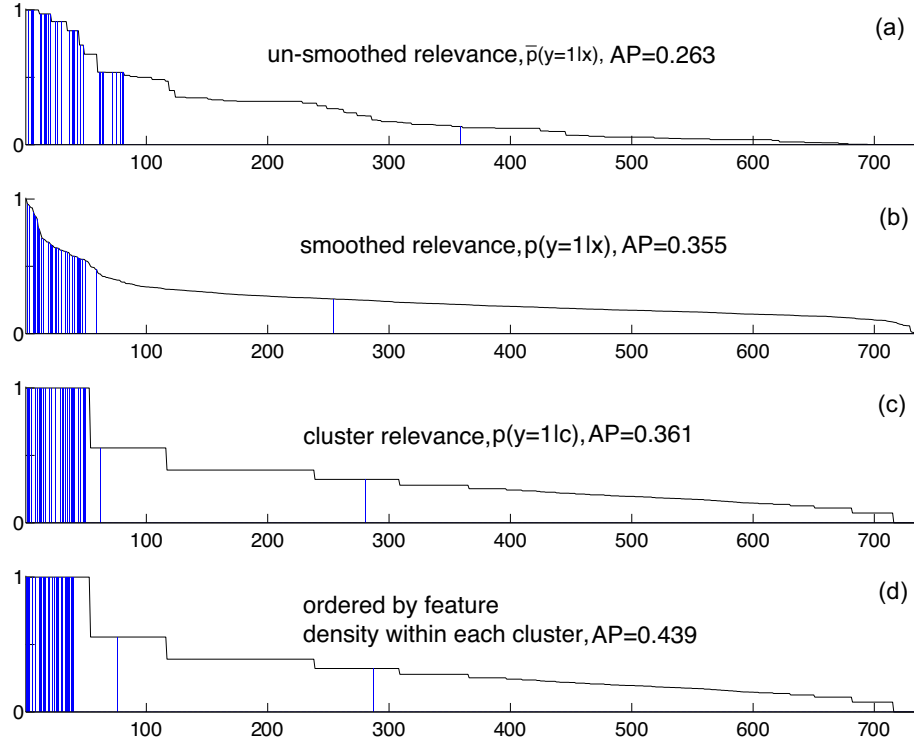 1
(a)
un-smoothed relevance, p̄(y=1|x), AP=0.263
0
100 200 300 400 500 600 700
1
(b)
smoothed relevance, p(y=1|x), AP=0.355
0
100 200 300 400 500 600 700
1
(c)
cluster relevance, p(y=1|c), AP=0.361
0
100 200 300 400 500 600 700
1
(d)
ordered by feature
density within each cluster, AP=0.439
0
100 200 300 400 500 600 700